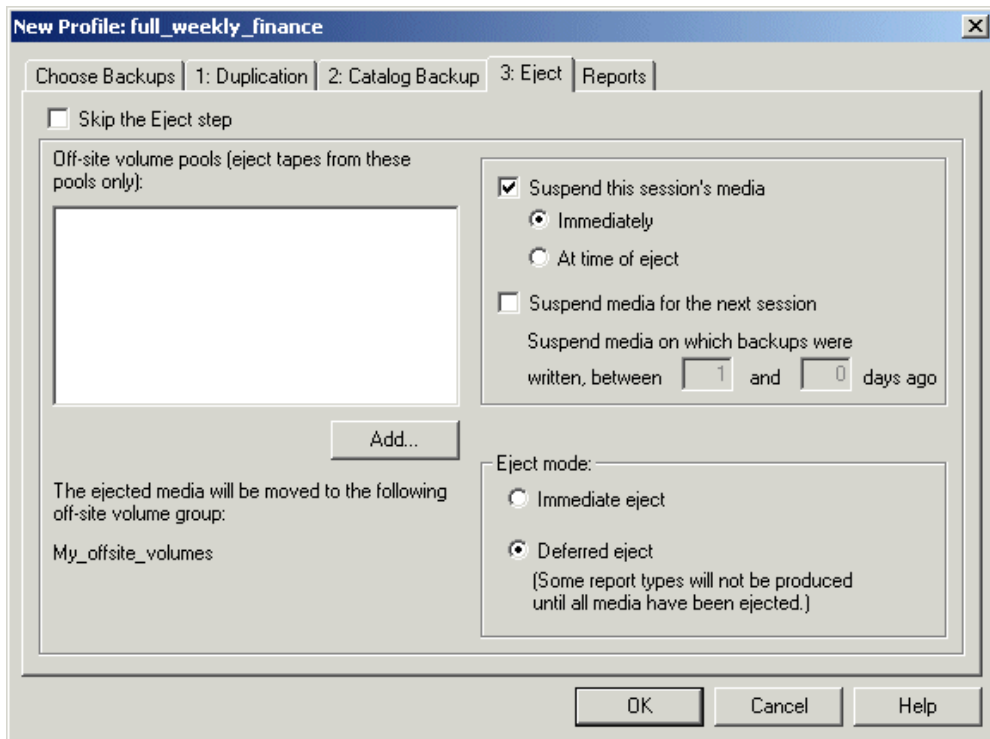 New Profile: full_weekly_finance
Choose Backups
1: Duplication
2: Catalog Backup
3: Eject
Reports
Skip the Eject step
Off-site volume pools (eject tapes from these
pools only):
Add...
The ejected media will be moved to the following
off-site volume group:
My_offsite_volumes
Suspend this session's media
Immediately
At time of eject
Suspend media for the next session
Suspend media on which backups were
written, between 1 and 0 days ago
Eject mode:
Immediate eject
Deferred eject
(Some report types will not be produced
until all media have been ejected.)
OK
Cancel
Help